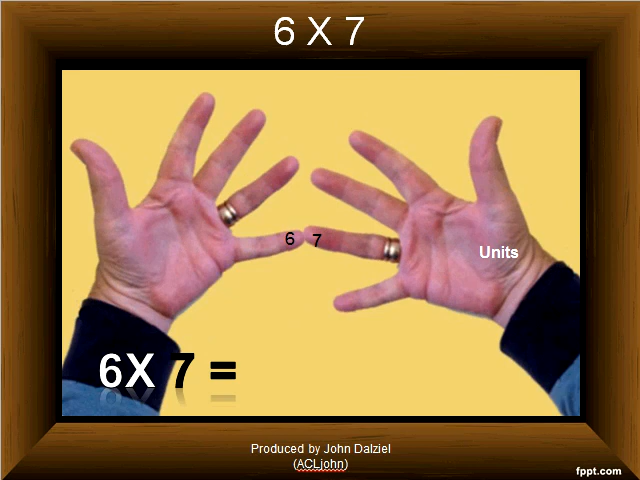 6 X 7
6 7
Units
6X 7 =
Produced by John Dalziel
(ACLjohn)
fppt.com